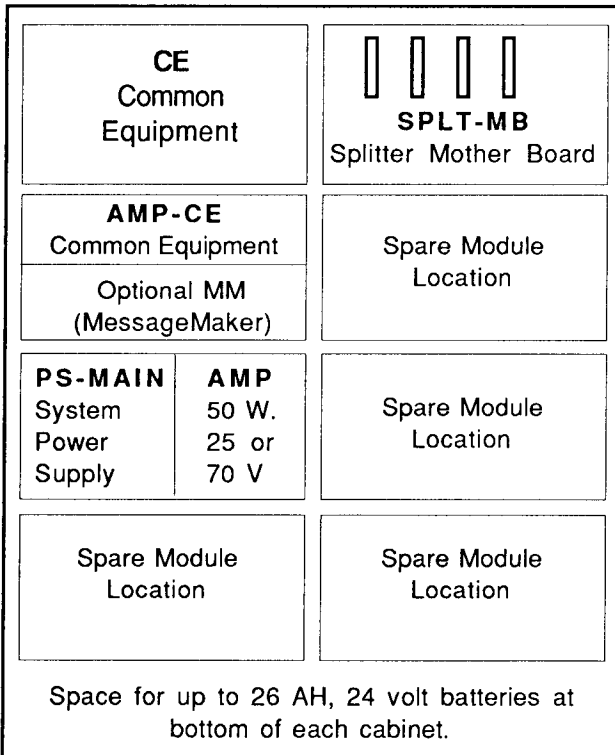 CE
Common
Equipment
SPLT-MB
Splitter Mother Board
AMP-CE
Common Equipment
Optional MM
(MessageMaker)
Spare Module
Location
PS-MAIN
System
Power
Supply
AMP
50 W.
25 or
70 V
Spare Module
Location
Spare Module
Location
Spare Module
Location
Space for up to 26 AH, 24 volt batteries at
bottom of each cabinet.